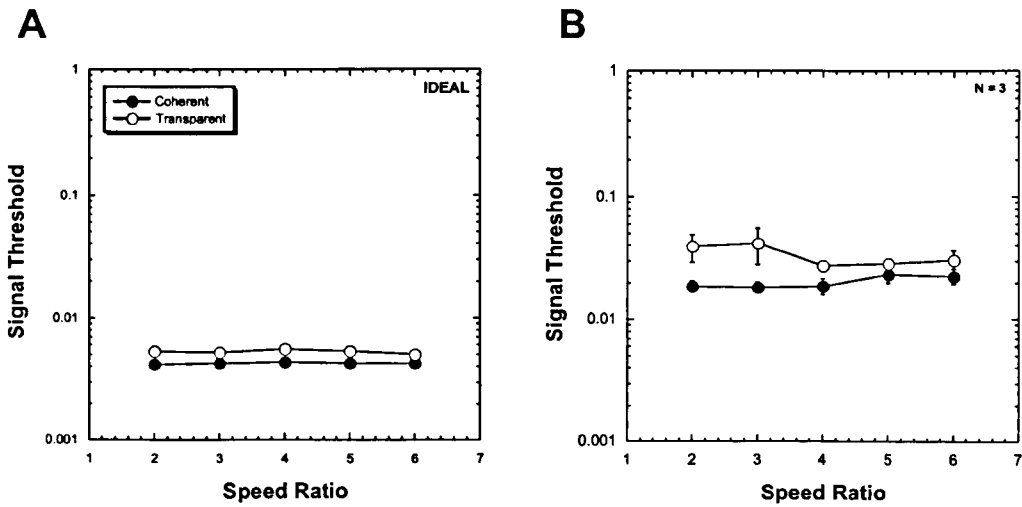 A
B
IDEAL
N = 3
Coherent
Transparent
Signal Threshold
1
0.1
0.01
0.001
1 2 3 4 5 6 7
Speed Ratio
Signal Threshold
1
0.1
0.01
0.001
1 2 3 4 5 6 7
Speed Ratio